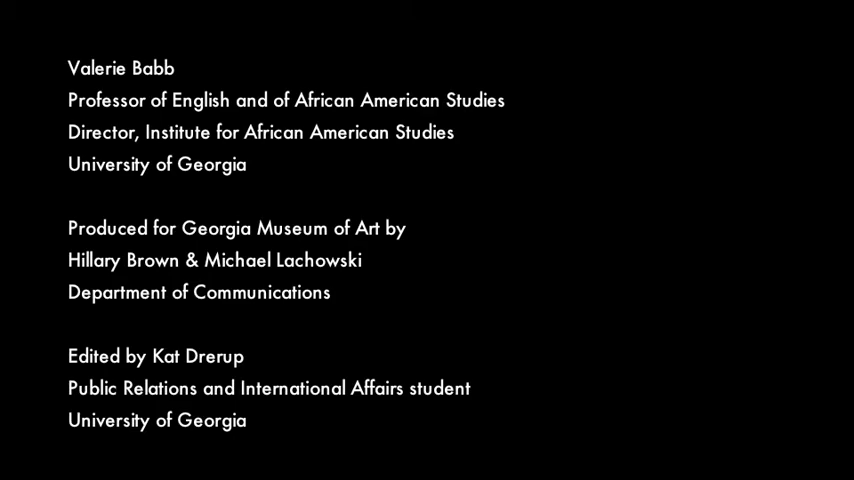 Valerie Babb
Professor of English and of African American Studies
Director, Institute for African American Studies
University of Georgia
Produced for Georgia Museum of Art by
Hillary Brown & Michael Lachowski
Department of Communications
Edited by Kat Drerup
Public Relations and International Affairs student
University of Georgia